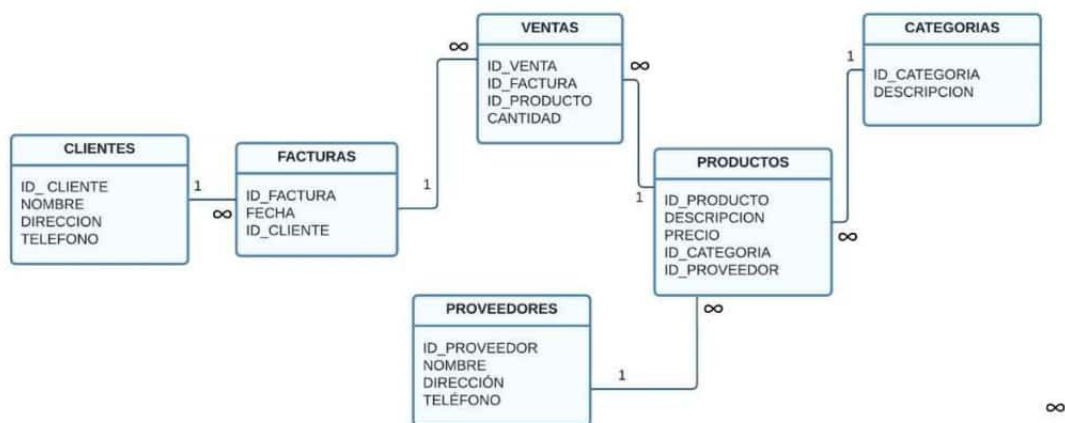 VENTAS
ID_VENTA
ID_FACTURA
ID_PRODUCTO
CANTIDAD
CATEGORIAS
ID_CATEGORIA
DESCRIPCION
CLIENTES
ID_ CLIENTE
NOMBRE
DIRECCION
TELEFONO
FACTURAS
ID_FACTURA
FECHA
ID_CLIENTE
PRODUCTOS
ID_PRODUCTO
DESCRIPCION
PRECIO
ID_CATEGORIA
ID_PROVEEDOR
PROVEEDORES
ID_PROVEEDOR
NOMBRE
DIRECCIÓN
TELÉFONO
1
∞
1
∞
∞
1
1
∞
1
∞
∞